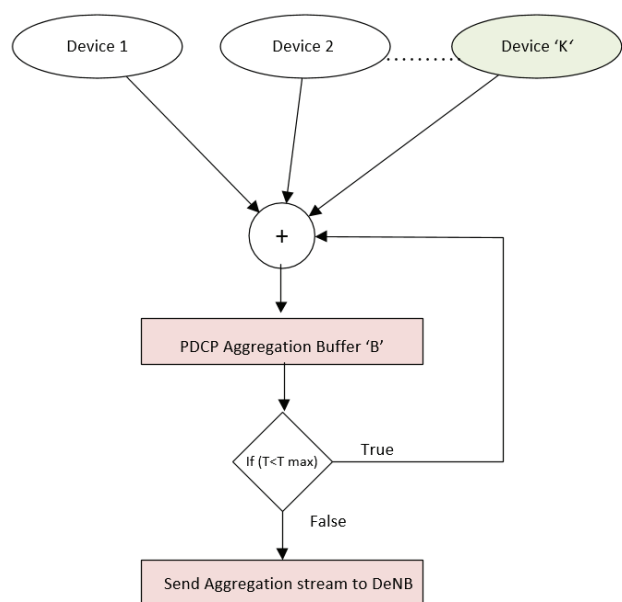 Device 1
Device 2
Device ‘K‘
+
PDCP Aggregation Buffer ‘B’
If (T<T max)
True
False
Send Aggregation stream to DeNB